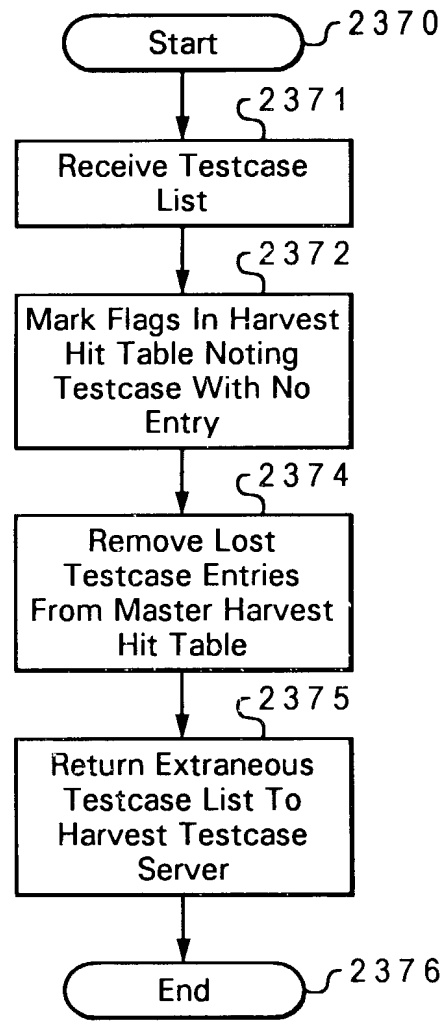 Start
2370
2371
Receive Testcase
List
2372
Mark Flags In Harvest
Hit Table Noting
Testcase With No
Entry
2374
Remove Lost
Testcase Entries
From Master Harvest
Hit Table
2375
Return Extraneous
Testcase List To
Harvest Testcase
Server
End
2376